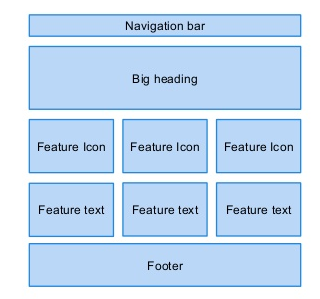 Navigation bar
Big heading
Feature Icon
Feature Icon
Feature Icon
Feature text
Feature text
Feature text
Footer